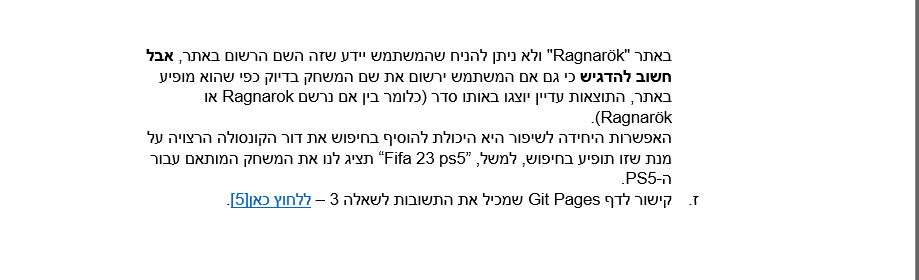 באתר "Ragnarök" ולא ניתן להניח שהמשתמש יידע שזה השם הרשום באתר, אבל
חשוב להדגיש כי גם אם המשתמש ירשום את שם המשחק בדיוק כפי שהוא מופיע
באתר, התוצאות עדיין יוצגו באותו סדר (כלומר בין אם נרשם Ragnarok או
Ragnarök).
האפשרות היחידה לשיפור היא היכולת להוסיף בחיפוש את דור הקונסולה הרצויה על
מנת שזו תופיע בחיפוש, למשל, "Fifa 23 ps5" תציג לנו את המשחק המותאם עבור
ה-PS5.
ז. קישור לדף Git Pages שמכיל את התשובות לשאלה 3 – ללחוץ כאן[5].